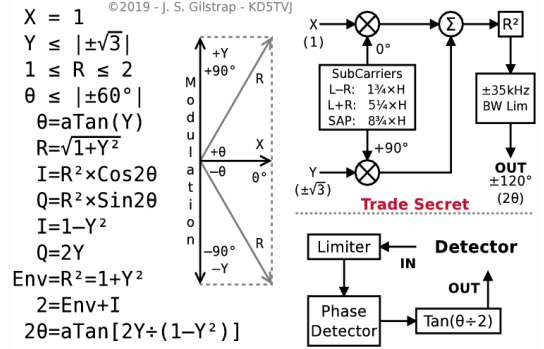 ©2019 - J. S. Gilstrap - KD5TVJ
X = 1
Y ≤ |±√3|
1 ≤ R ≤ 2
θ ≤ |±60°|
θ=aTan(Y)
R=√1+Y²
I=R²×Cos2θ
Q=R²×Sin2θ
I=1–Y²
Q=2Y
Env=R²=1+Y²
2=Env+I
2θ=aTan[2Y÷(1–Y²)]
Modulation
+Y
+90°
R
+θ
X
–θ
θ°
R
–90°
–Y
X
(1)
Σ
R²
0°
SubCarriers
L–R: 1¾×H
L+R: 5¼×H
SAP: 8¾×H
±35kHz
BW Lim
+90°
Y
(±√3)
OUT
±120°
(2θ)
Trade Secret
Limiter
IN
Detector
OUT
Phase
Detector
Tan(θ÷2)